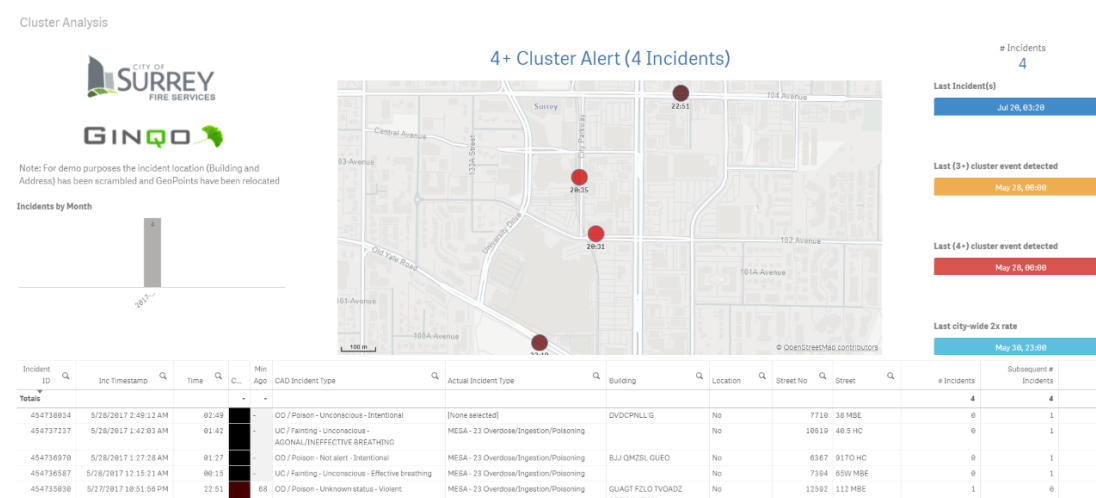 Cluster Analysis
CITY OF
SURREY
FIRE SERVICES
GINQO
Note: For demo purposes the incident location (Building and
Address) has been scrambled and GeoPoints have been relocated
Incidents by Month
4
2017-...
4+ Cluster Alert (4 Incidents)
104 Avenue
22:51
Surrey
City Parkway
Central Avenue
133A Street
103 Avenue
20:35
University Drive
20:31
102 Avenue
Old Yale Road
101A Avenue
101 Avenue
100A Avenue
100 m
© OpenStreetMap contributors
# Incidents
4
Last Incident(s)
Jul 20, 03:20
Last (3+) cluster event detected
May 28, 00:00
Last (4+) cluster event detected
May 28, 00:00
Last city-wide 2x rate
May 30, 23:00
Incident ID Inc Timestamp Time C... Min Ago CAD Incident Type Actual Incident Type Building Location Street No Street # Incidents Subsequent # Incidents
Totals - - 4 4
454738034 5/28/2017 2:49:12 AM 02:49 - OD / Poison - Unconscious - Intentional [None selected] DVDCPNLL'G No 7710 38 MBE 0 1
454737237 5/28/2017 1:42:03 AM 01:42 - UC / Fainting - Unconscious - AGONAL/INEFFECTIVE BREATHING MESA - 23 Overdose/Ingestion/Poisoning No 10619 40.5 HC 0 1
454736970 5/28/2017 1:27:28 AM 01:27 - OD / Poison - Not alert - Intentional MESA - 23 Overdose/Ingestion/Poisoning BJJ QMZSL GUEO No 6367 917O HC 0 1
454736587 5/28/2017 12:15:21 AM 00:15 - UC / Fainting - Unconscious - Effective breathing MESA - 23 Overdose/Ingestion/Poisoning No 7394 65W MBE 0 1
454735030 5/27/2017 10:51:56 PM 22:51 68 OD / Poison - Unknown status - Violent MESA - 23 Overdose/Ingestion/Poisoning GUAGT FZLO TVOADZ No 12592 112 MBE 1 0